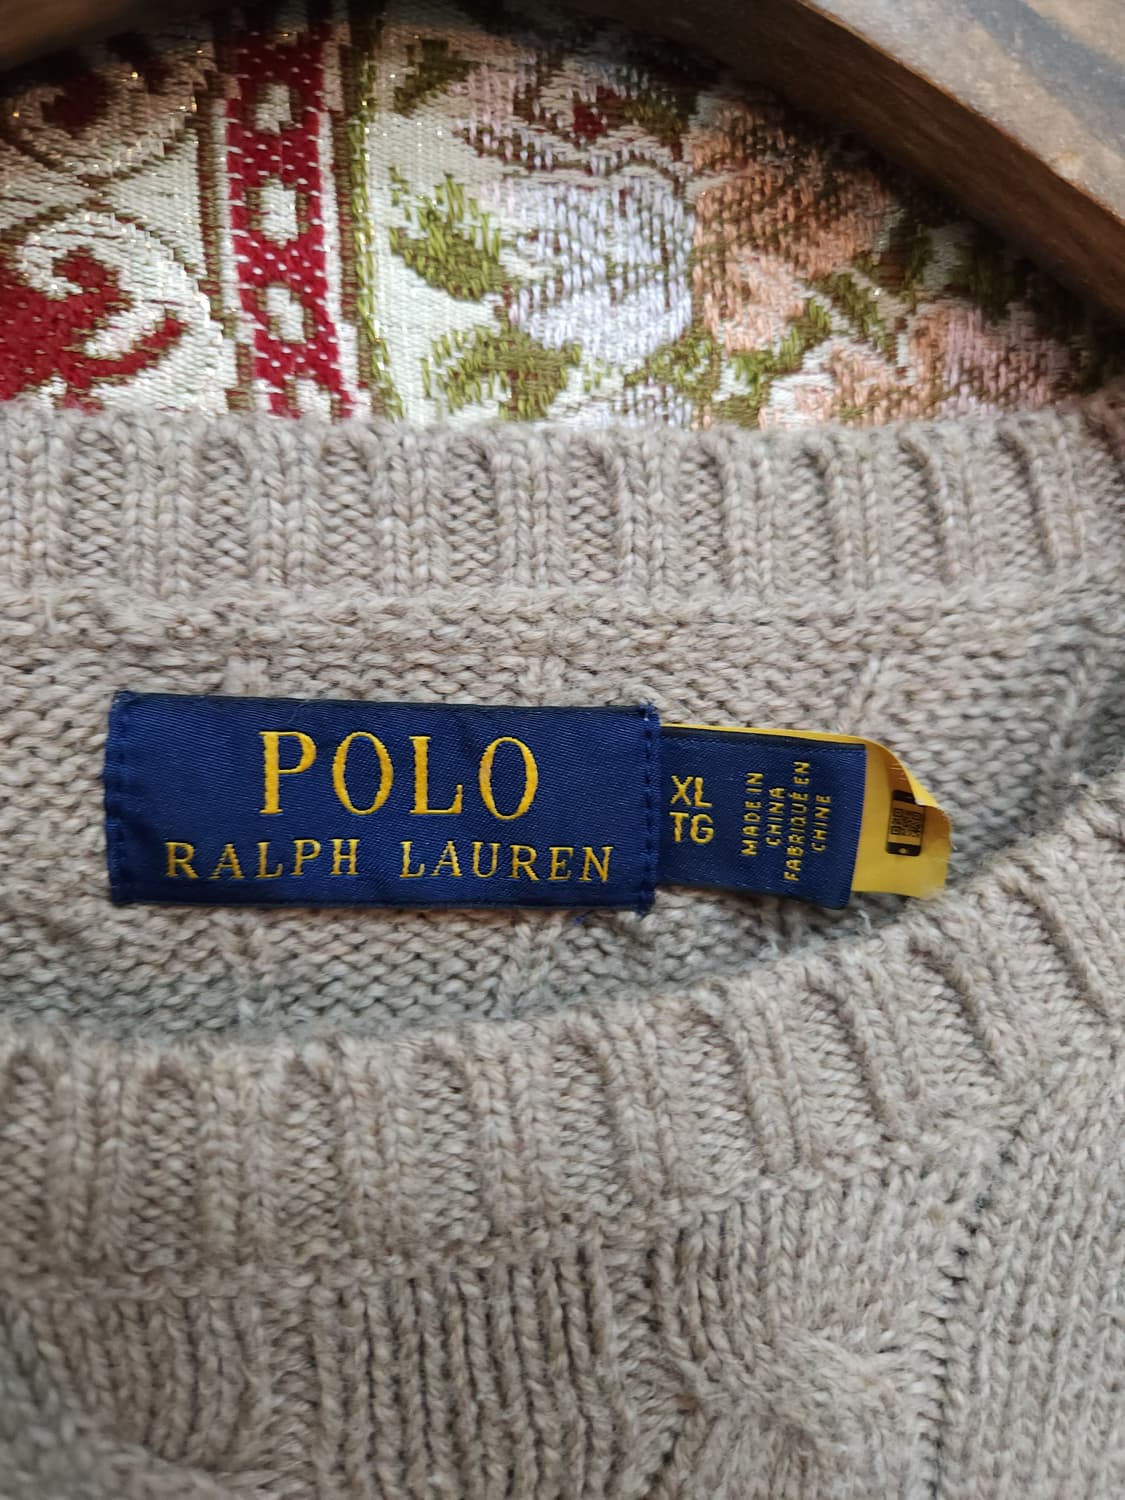 POLO
RALPH LAUREN
XL
TG
MADE IN
CHINA
FABRIQUÉ EN
CHINE